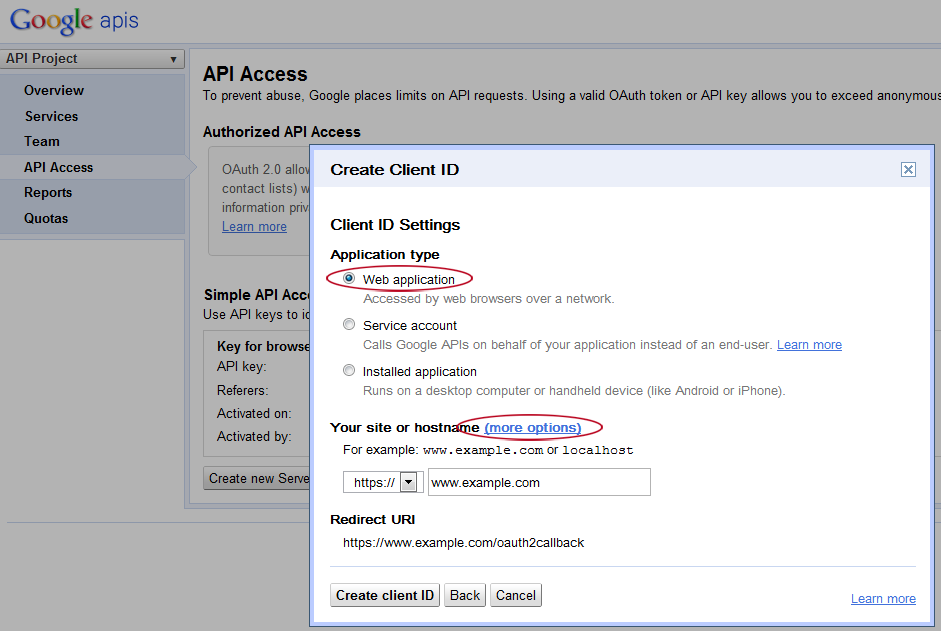 Google apis
API Project
Overview
Services
Team
API Access
Reports
Quotas
API Access
To prevent abuse, Google places limits on API requests. Using a valid OAuth token or API key allows you to exceed anonymous
Authorized API Access
OAuth 2.0 allow
contact lists) w
information priv
Learn more
Simple API Acc
Use API keys to i
Key for browse
API key:
Referers:
Activated on:
Activated by:
Create new Serve
Create Client ID
Client ID Settings
Application type
Web application
Accessed by web browsers over a network.
Service account
Calls Google APIs on behalf of your application instead of an end-user. Learn more
Installed application
Runs on a desktop computer or handheld device (like Android or iPhone).
Your site or hostname (more options)
For example: www.example.com or localhost
https:// www.example.com
Redirect URI
https://www.example.com/oauth2callback
Create client ID Back Cancel
Learn more